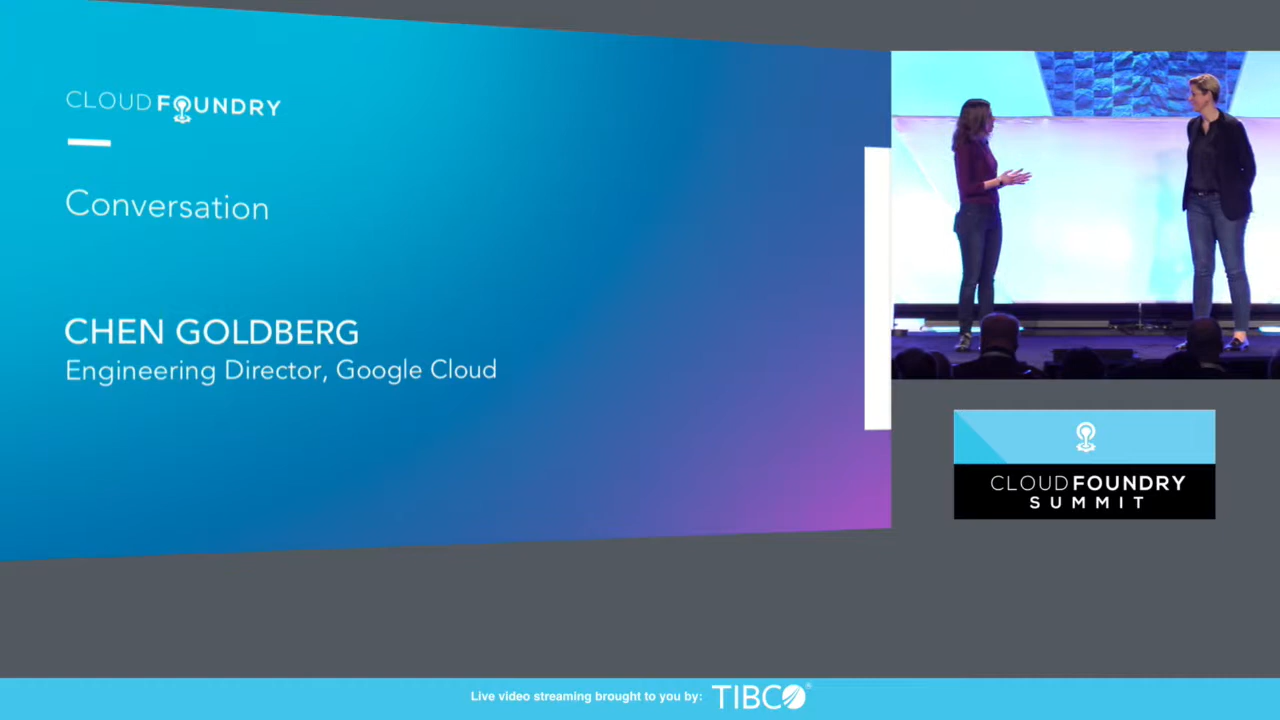 CLOUD FOUNDRY
Conversation
CHEN GOLDBERG
Engineering Director, Google Cloud
CLOUD FOUNDRY
SUMMIT
Live video streaming brought to you by: TIBCO®